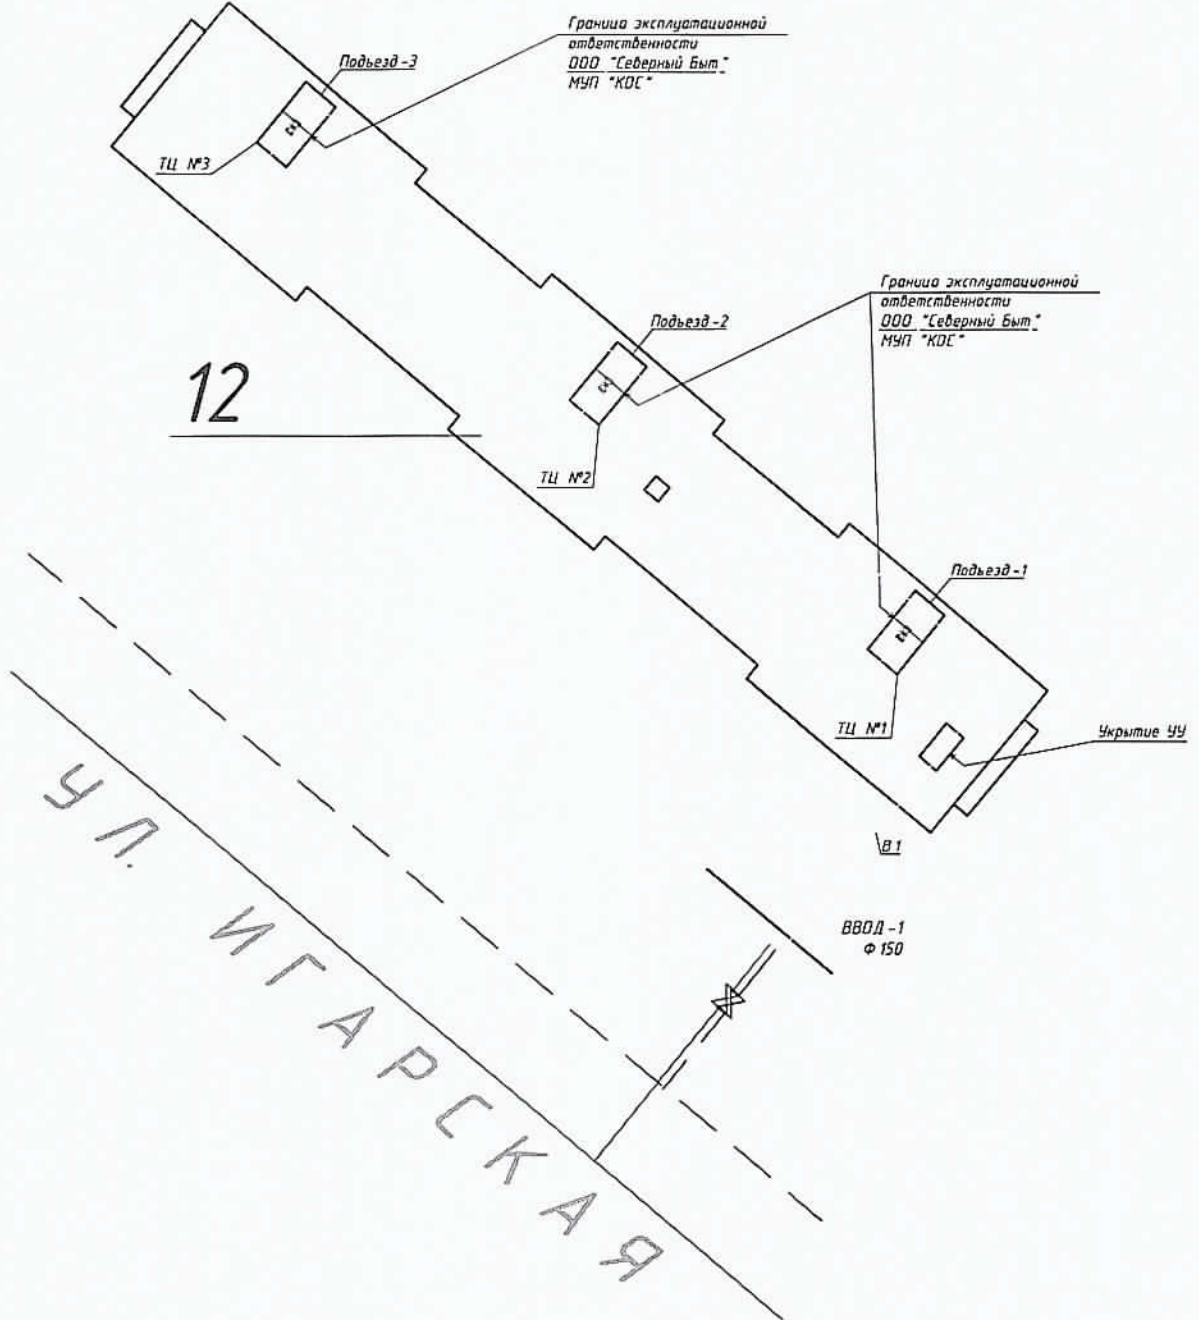 Граница эксплуатационной
ответственности
ООО "Северный Быт"
МУП "КОС"
Подъезд-3
ТЦ №3
Граница эксплуатационной
ответственности
ООО "Северный Быт"
МУП "КОС"
Подъезд-2
12
ТЦ №2
Подъезд-1
ТЦ №1
Укрытие УУ
В1
ВВОД-1
Ф150
УЛ. ИГАРСКАЯ